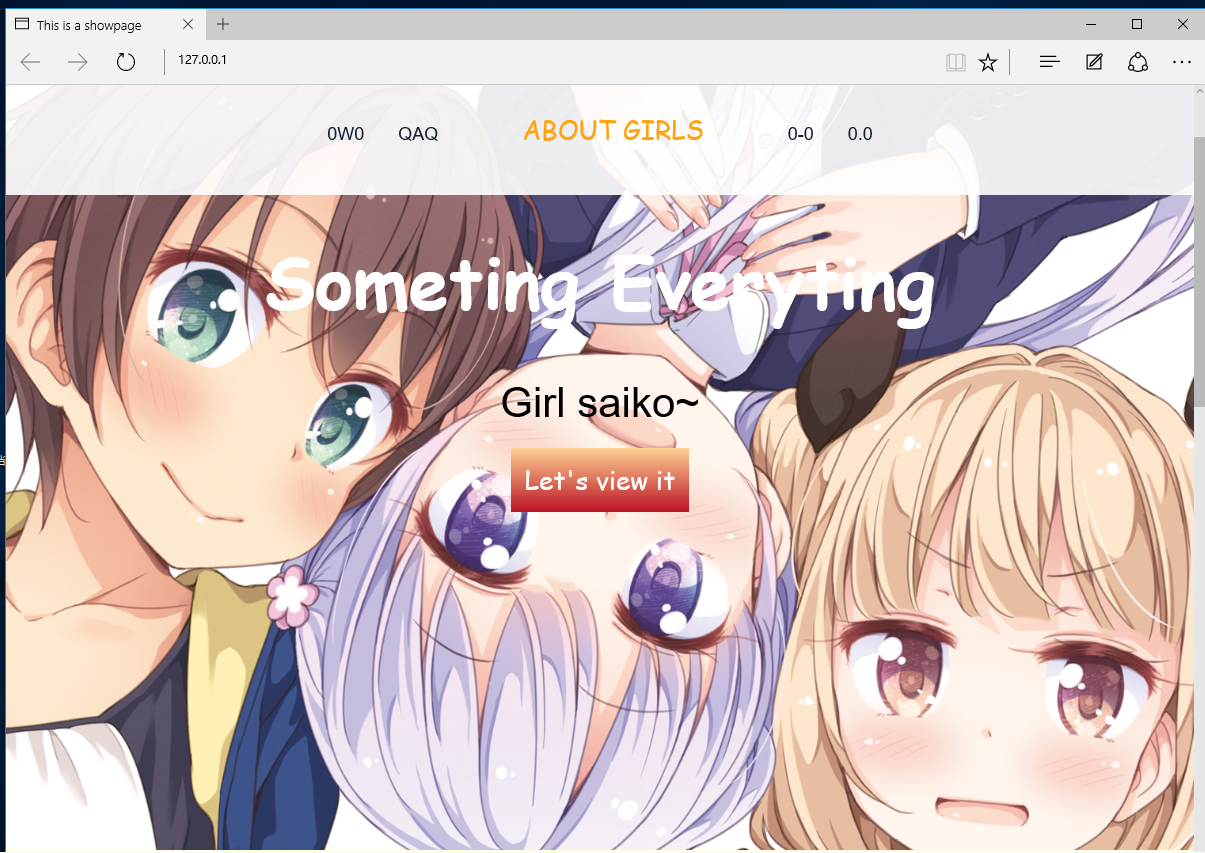 This is a showpage
127.0.0.1
0W0 QAQ ABOUT GIRLS 0-0 0.0
Someting Everyting
Girl saiko~
Let's view it